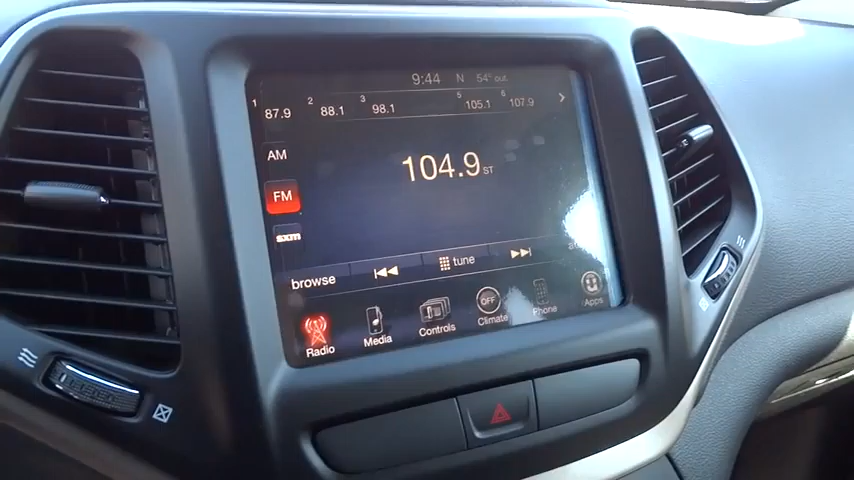 9:44 N 54° out.
1 87.9 2 88.1 3 98.1 5 105.1 6 107.9
AM
104.9 ST
FM
sxm
browse tune
OFF
Radio Media Controls Climate Phone Apps